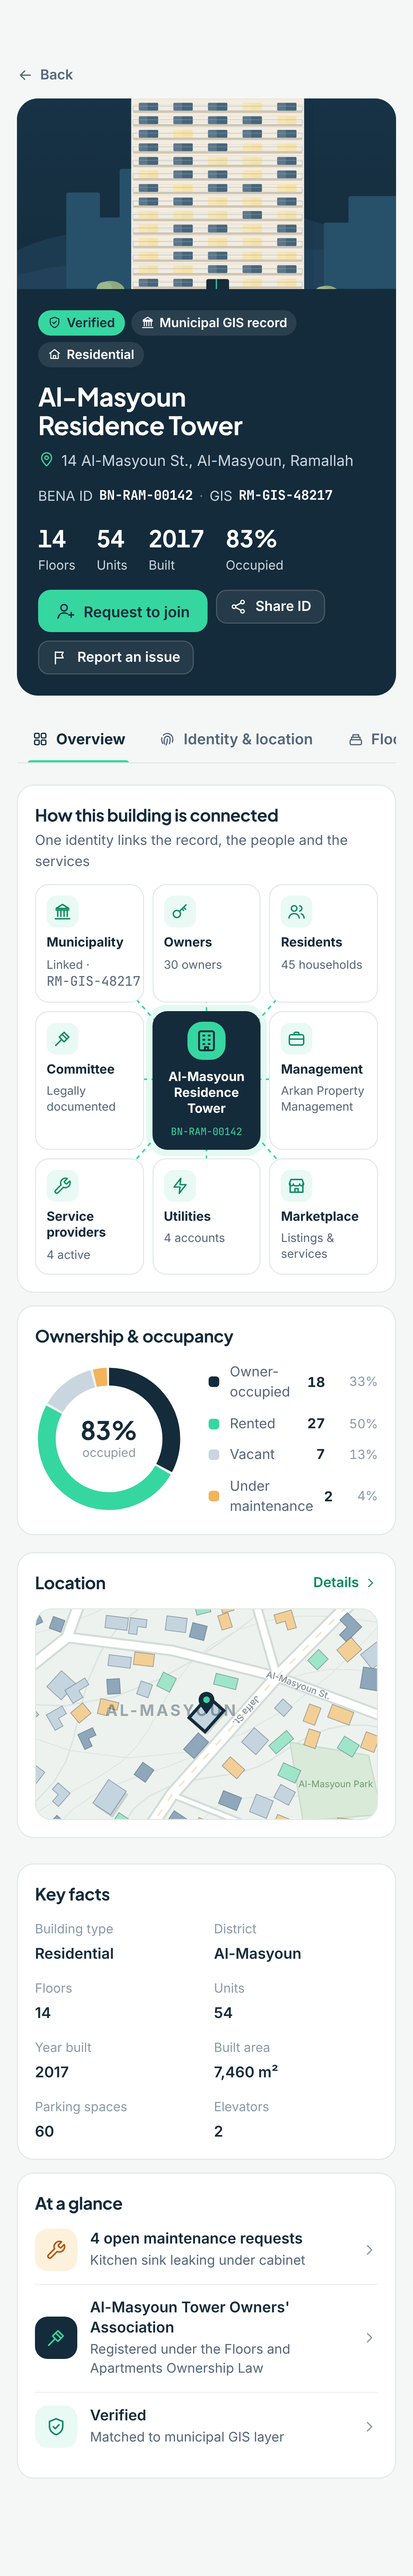 Back
Verified
Municipal GIS record
Residential
Al-Masyoun
Residence Tower
14 Al-Masyoun St., Al-Masyoun, Ramallah
BENA ID BN-RAM-00142 · GIS RM-GIS-48217
14 54 2017 83%
Floors Units Built Occupied
Request to join
Share ID
Report an issue
Overview
Identity & location
Floo
How this building is connected
One identity links the record, the people and the
services
Municipality
Linked ·
RM-GIS-48217
Owners
30 owners
Residents
45 households
Committee
Legally
documented
Al-Masyoun
Residence
Tower
BN-RAM-00142
Management
Arkan Property
Management
Service
providers
4 active
Utilities
4 accounts
Marketplace
Listings &
services
Ownership & occupancy
83%
occupied
Owner-
occupied 18 33%
Rented 27 50%
Vacant 7 13%
Under
maintenance 2 4%
Location
Details
AL-MASYOUN
Al-Masyoun St.
Jaffa St.
Al-Masyoun Park
Key facts
Building type
Residential
District
Al-Masyoun
Floors
14
Units
54
Year built
2017
Built area
7,460 m²
Parking spaces
60
Elevators
2
At a glance
4 open maintenance requests
Kitchen sink leaking under cabinet
Al-Masyoun Tower Owners'
Association
Registered under the Floors and
Apartments Ownership Law
Verified
Matched to municipal GIS layer